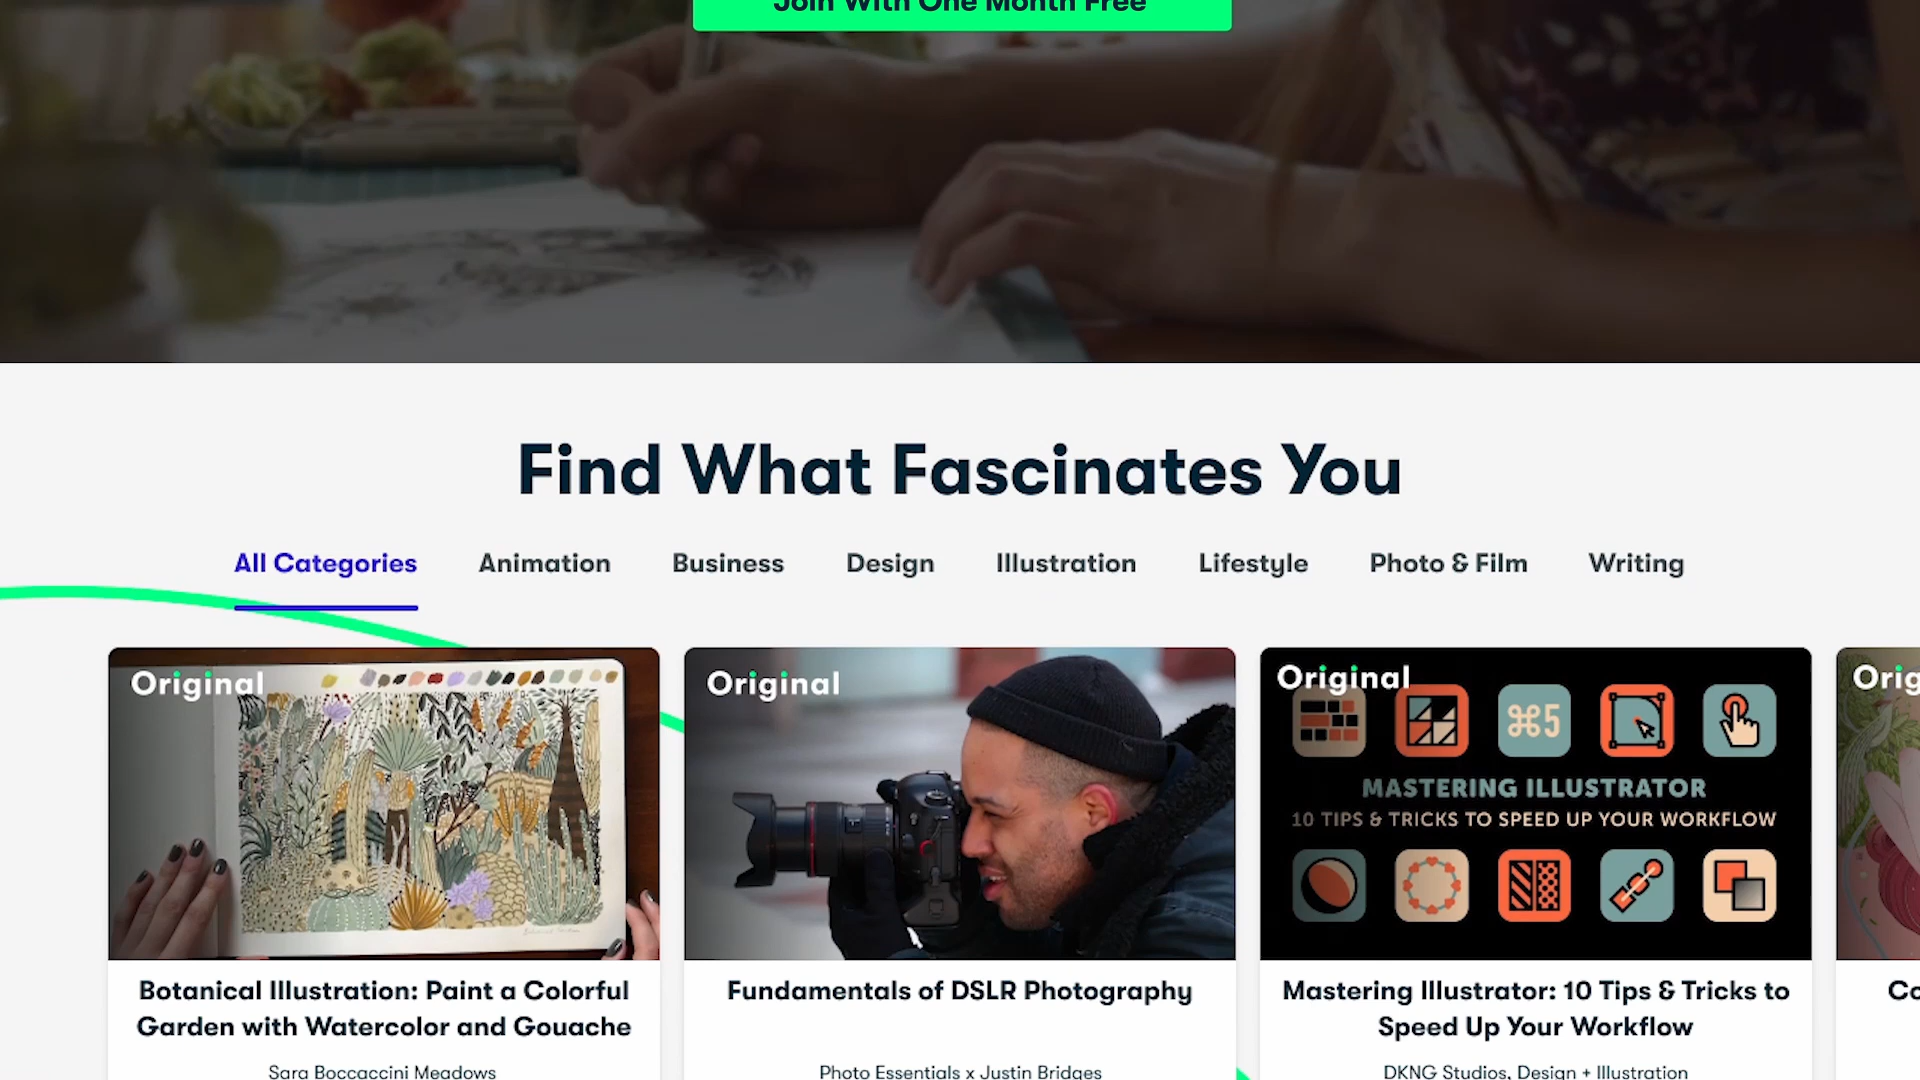 Join With One Month Free
Find What Fascinates You
All Categories
Animation
Business
Design
Illustration
Lifestyle
Photo & Film
Writing
Original
Original
Original
⌘5
MASTERING ILLUSTRATOR
10 TIPS & TRICKS TO SPEED UP YOUR WORKFLOW
Botanical Illustration: Paint a Colorful
Garden with Watercolor and Gouache
Sara Boccaccini Meadows
Fundamentals of DSLR Photography
Photo Essentials x Justin Bridges
Mastering Illustrator: 10 Tips & Tricks to
Speed Up Your Workflow
DKNG Studios, Design + Illustration
Orig
Co